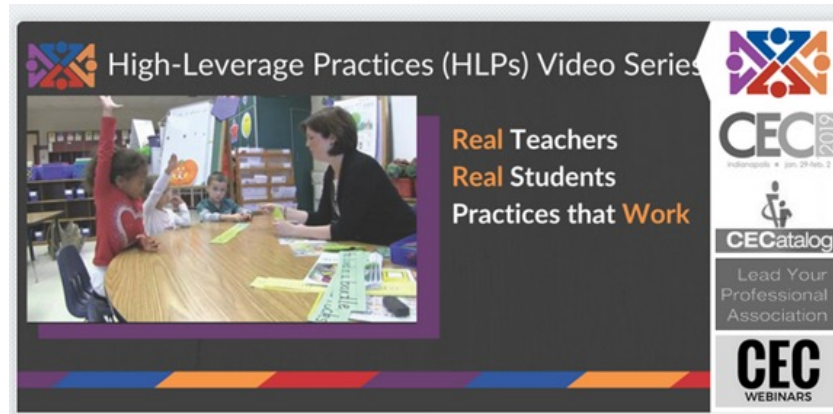 High-Leverage Practices (HLPs) Video Series
Real Teachers
Real Students
Practices that Work
CEC 2019
Indianapolis • Jan. 29-Feb. 2
CECatalog
Lead Your
Professional
Association
CEC
WEBINARS